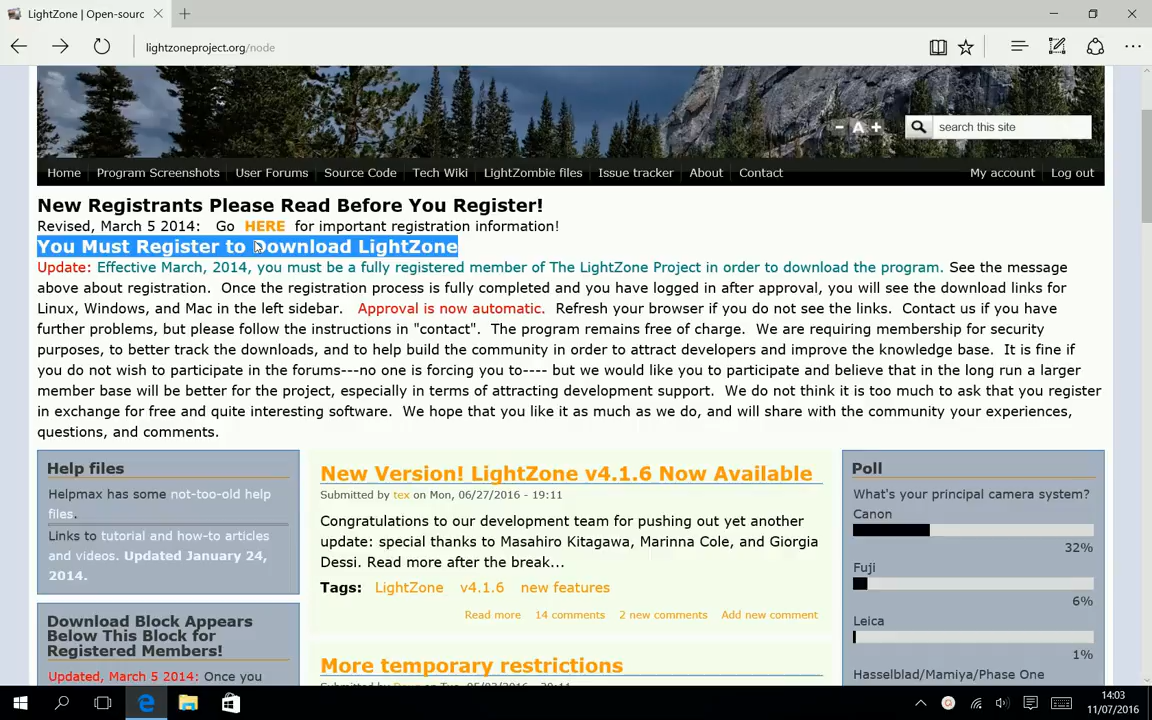 LightZone | Open-sourc
lightzoneproject.org/node
A
search this site
Home Program Screenshots User Forums Source Code Tech Wiki LightZombie files Issue tracker About Contact My account Log out
New Registrants Please Read Before You Register!
Revised, March 5 2014: Go HERE for important registration information!
You Must Register to Download LightZone
Update: Effective March, 2014, you must be a fully registered member of The LightZone Project in order to download the program. See the message
above about registration. Once the registration process is fully completed and you have logged in after approval, you will see the download links for
Linux, Windows, and Mac in the left sidebar. Approval is now automatic. Refresh your browser if you do not see the links. Contact us if you have
further problems, but please follow the instructions in "contact". The program remains free of charge. We are requiring membership for security
purposes, to better track the downloads, and to help build the community in order to attract developers and improve the knowledge base. It is fine if
you do not wish to participate in the forums---no one is forcing you to---- but we would like you to participate and believe that in the long run a larger
member base will be better for the project, especially in terms of attracting development support. We do not think it is too much to ask that you register
in exchange for free and quite interesting software. We hope that you like it as much as we do, and will share with the community your experiences,
questions, and comments.
Help files
Helpmax has some not-too-old help
files.
Links to tutorial and how-to articles
and videos. Updated January 24,
2014.
Download Block Appears
Below This Block for
Registered Members!
Updated, March 5 2014: Once you
New Version! LightZone v4.1.6 Now Available
Submitted by tex on Mon, 06/27/2016 - 19:11
Congratulations to our development team for pushing out yet another
update: special thanks to Masahiro Kitagawa, Marinna Cole, and Giorgia
Dessi. Read more after the break...
Tags: LightZone v4.1.6 new features
Read more 14 comments 2 new comments Add new comment
More temporary restrictions
Poll
What's your principal camera system?
Canon
32%
Fuji
6%
Leica
1%
Hasselblad/Mamiya/Phase One
14:03
11/07/2016